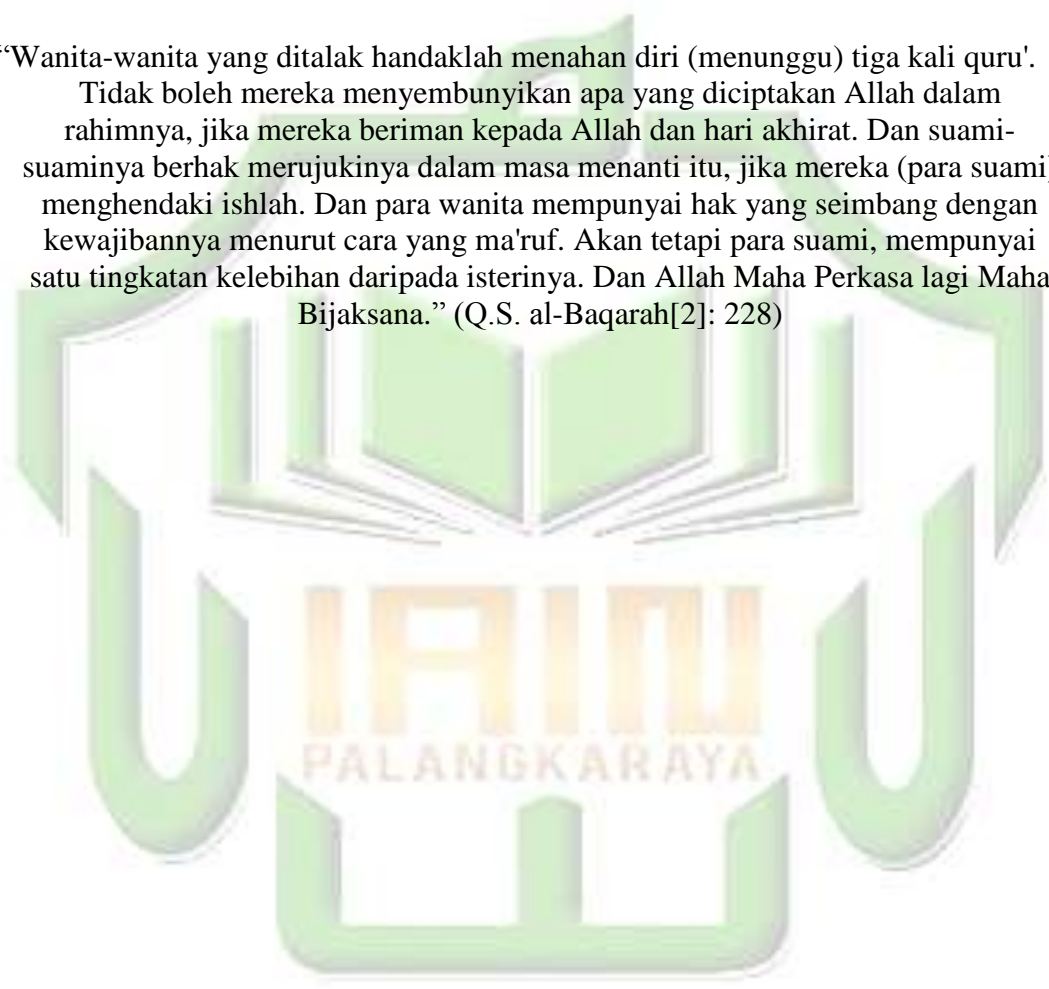 “Wanita-wanita yang ditalak handaklah menahan diri (menunggu) tiga kali quru'.
Tidak boleh mereka menyembunyikan apa yang diciptakan Allah dalam
rahimnya, jika mereka beriman kepada Allah dan hari akhirat. Dan suami-
suaminya berhak merujukinya dalam masa menanti itu, jika mereka (para suami)
menghendaki ishlah. Dan para wanita mempunyai hak yang seimbang dengan
kewajibannya menurut cara yang ma'ruf. Akan tetapi para suami, mempunyai
satu tingkatan kelebihan daripada isterinya. Dan Allah Maha Perkasa lagi Maha
Bijaksana.” (Q.S. al-Baqarah[2]: 228)
IAIN
PALANGKARAYA